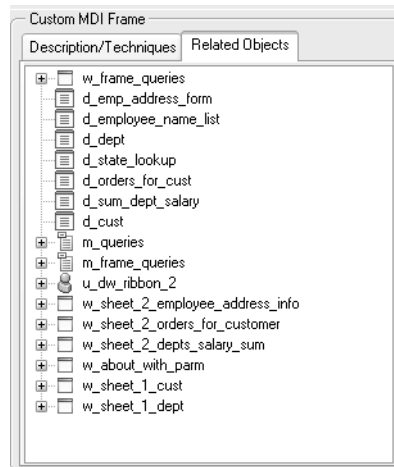 Custom MDI Frame
Description/Techniques Related Objects
w_frame_queries
d_emp_address_form
d_employee_name_list
d_dept
d_state_lookup
d_orders_for_cust
d_sum_dept_salary
d_cust
m_queries
m_frame_queries
u_dw_ribbon_2
w_sheet_2_employee_address_info
w_sheet_2_orders_for_customer
w_sheet_2_depts_salary_sum
w_about_with_parm
w_sheet_1_cust
w_sheet_1_dept